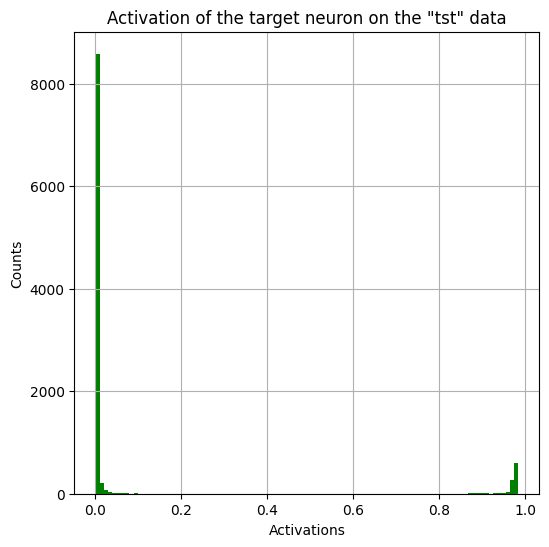 Activation of the target neuron on the "tst" data
8000
6000
4000
2000
0
Counts
0.0 0.2 0.4 0.6 0.8 1.0
Activations